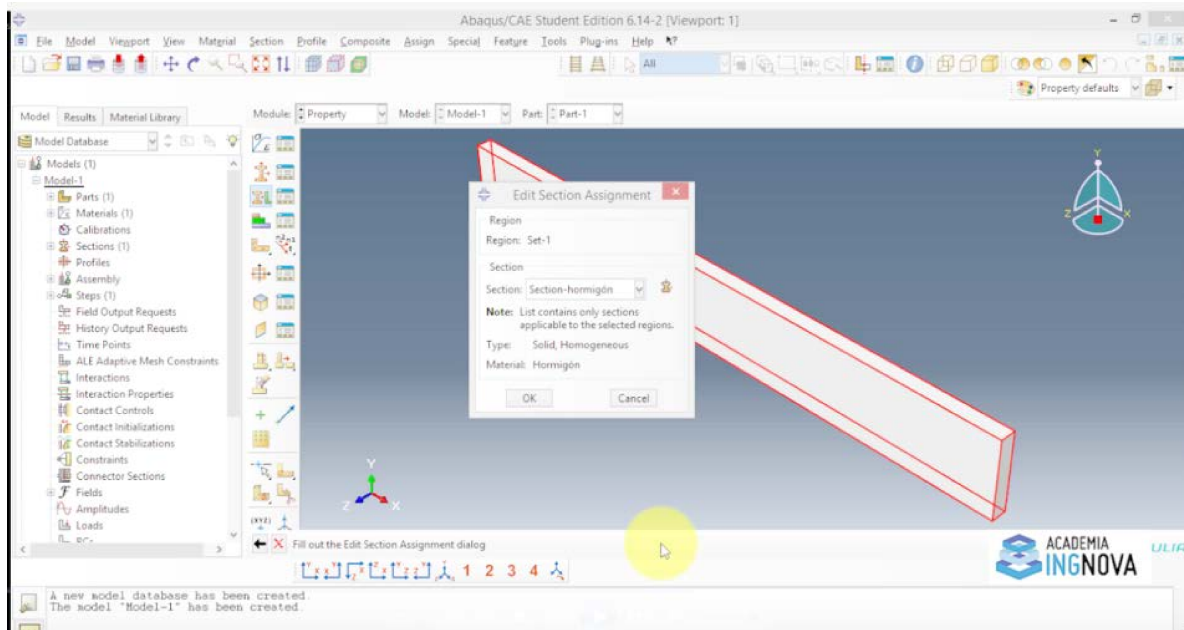 Abaqus/CAE Student Edition 6.14-2 [Viewport: 1]
File Model Viewport View Material Section Profile Composite Assign Special Feature Tools Plug-ins Help
All
Property defaults
Model Results Material Library
Module: Property Model: Model-1 Part: Part-1
Model Database
Models (1)
Model-1
Parts (1)
Materials (1)
Calibrations
Sections (1)
Profiles
Assembly
Steps (1)
Field Output Requests
History Output Requests
Time Points
ALE Adaptive Mesh Constraints
Interactions
Interaction Properties
Contact Controls
Contact Initializations
Contact Stabilizations
Constraints
Connector Sections
Fields
Amplitudes
Loads
BCs
Edit Section Assignment
Region
Region: Set-1
Section
Section: Section-hormigón
Note: List contains only sections
applicable to the selected regions.
Type: Solid, Homogeneous
Material: Hormigón
OK Cancel
Y
Z X
Y
Z X
(XYZ)
Fill out the Edit Section Assignment dialog
1 2 3 4
ACADEMIA
INGNOVA
A new model database has been created.
The model "Model-1" has been created.